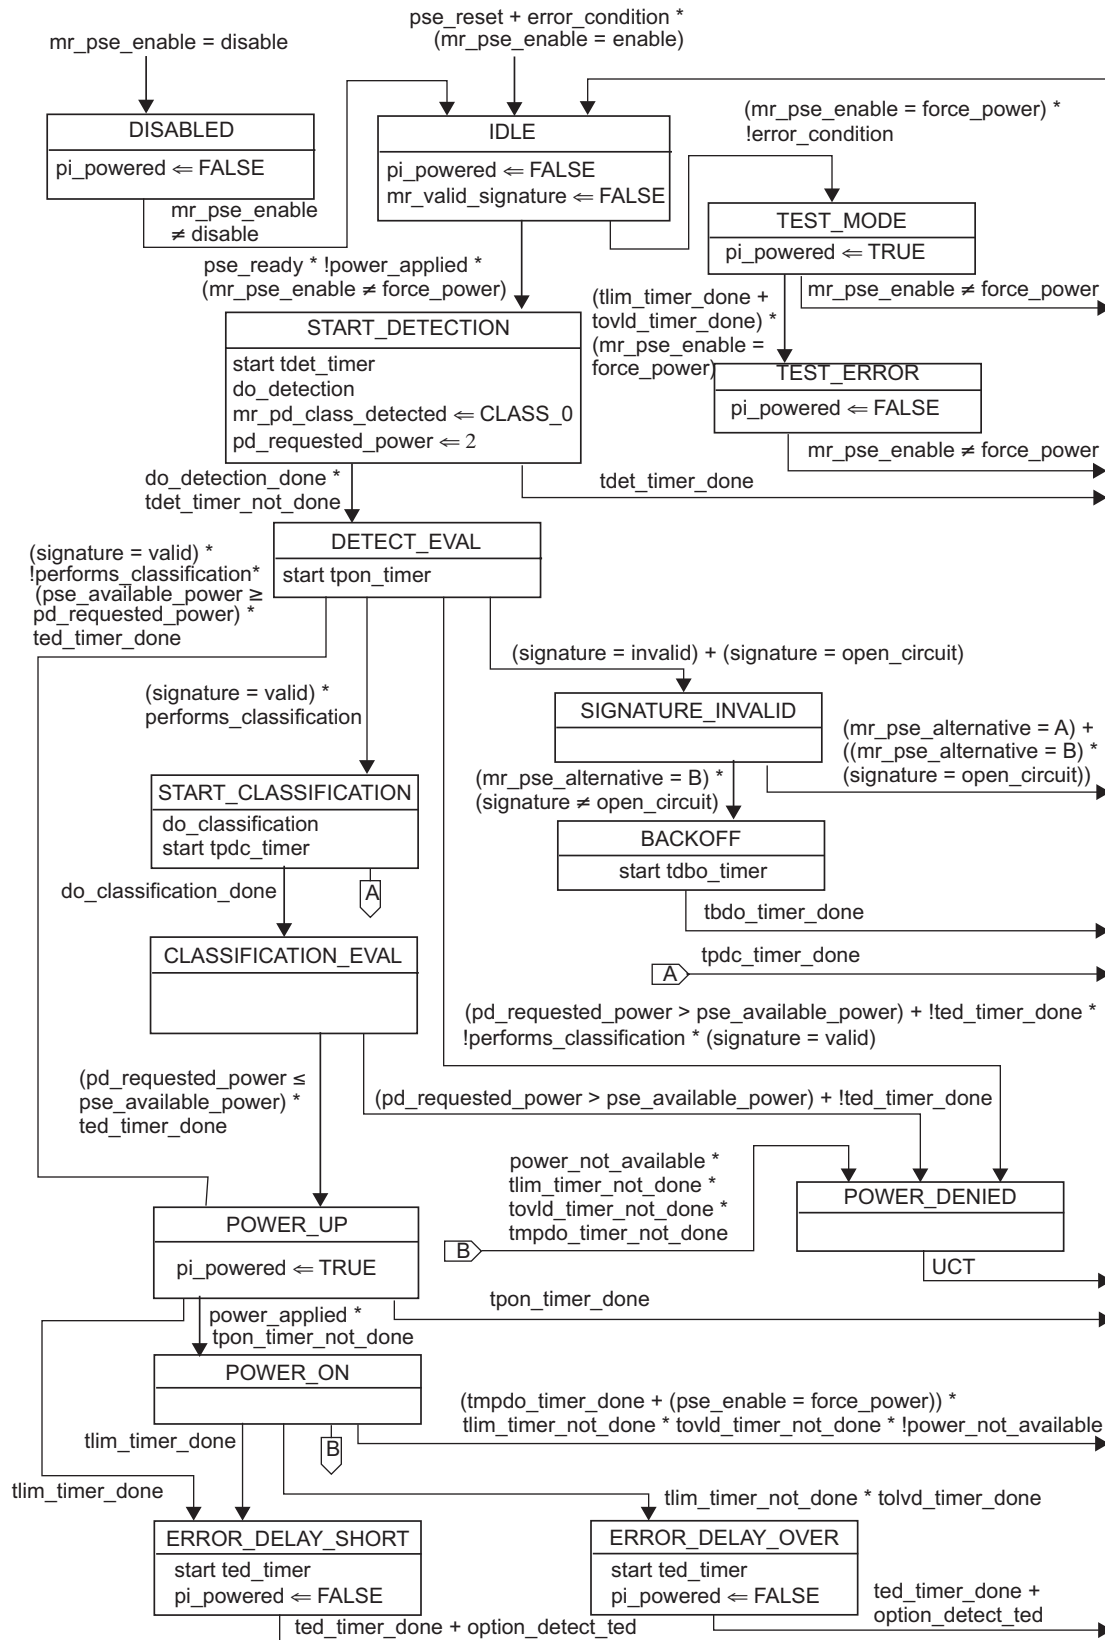 pse_reset + error_condition *
(mr_pse_enable = enable)
mr_pse_enable = disable
DISABLED
pi_powered ⇐ FALSE
IDLE
pi_powered ⇐ FALSE
mr_valid_signature ⇐ FALSE
(mr_pse_enable = force_power) *
!error_condition
mr_pse_enable
≠ disable
TEST_MODE
pi_powered ⇐ TRUE
pse_ready * !power_applied *
(mr_pse_enable ≠ force_power)
mr_pse_enable ≠ force_power
(tlim_timer_done +
tovld_timer_done) *
(mr_pse_enable =
force_power)
START_DETECTION
start tdet_timer
do_detection
mr_pd_class_detected ⇐ CLASS_0
pd_requested_power ⇐ 2
TEST_ERROR
pi_powered ⇐ FALSE
mr_pse_enable ≠ force_power
do_detection_done *
tdet_timer_not_done
tdet_timer_done
DETECT_EVAL
start tpon_timer
(signature = valid) *
!performs_classification*
(pse_available_power ≥
pd_requested_power) *
ted_timer_done
(signature = invalid) + (signature = open_circuit)
(signature = valid) *
performs_classification
SIGNATURE_INVALID
(mr_pse_alternative = A) +
((mr_pse_alternative = B) *
(signature = open_circuit))
(mr_pse_alternative = B) *
(signature ≠ open_circuit)
START_CLASSIFICATION
do_classification
start tpdc_timer
BACKOFF
start tdbo_timer
do_classification_done
A
tbdo_timer_done
CLASSIFICATION_EVAL
A
tpdc_timer_done
(pd_requested_power > pse_available_power) + !ted_timer_done *
!performs_classification * (signature = valid)
(pd_requested_power ≤
pse_available_power) *
ted_timer_done
(pd_requested_power > pse_available_power) + !ted_timer_done
power_not_available *
tlim_timer_not_done *
tovld_timer_not_done *
tmpdo_timer_not_done
B
POWER_DENIED
UCT
POWER_UP
pi_powered ⇐ TRUE
tpon_timer_done
power_applied *
tpon_timer_not_done
POWER_ON
(tmpdo_timer_done + (pse_enable = force_power)) *
tlim_timer_not_done * tovld_timer_not_done * !power_not_available
tlim_timer_done
B
tlim_timer_done
tlim_timer_not_done * tolvd_timer_done
ERROR_DELAY_SHORT
start ted_timer
pi_powered ⇐ FALSE
ERROR_DELAY_OVER
start ted_timer
pi_powered ⇐ FALSE
ted_timer_done +
option_detect_ted
ted_timer_done + option_detect_ted